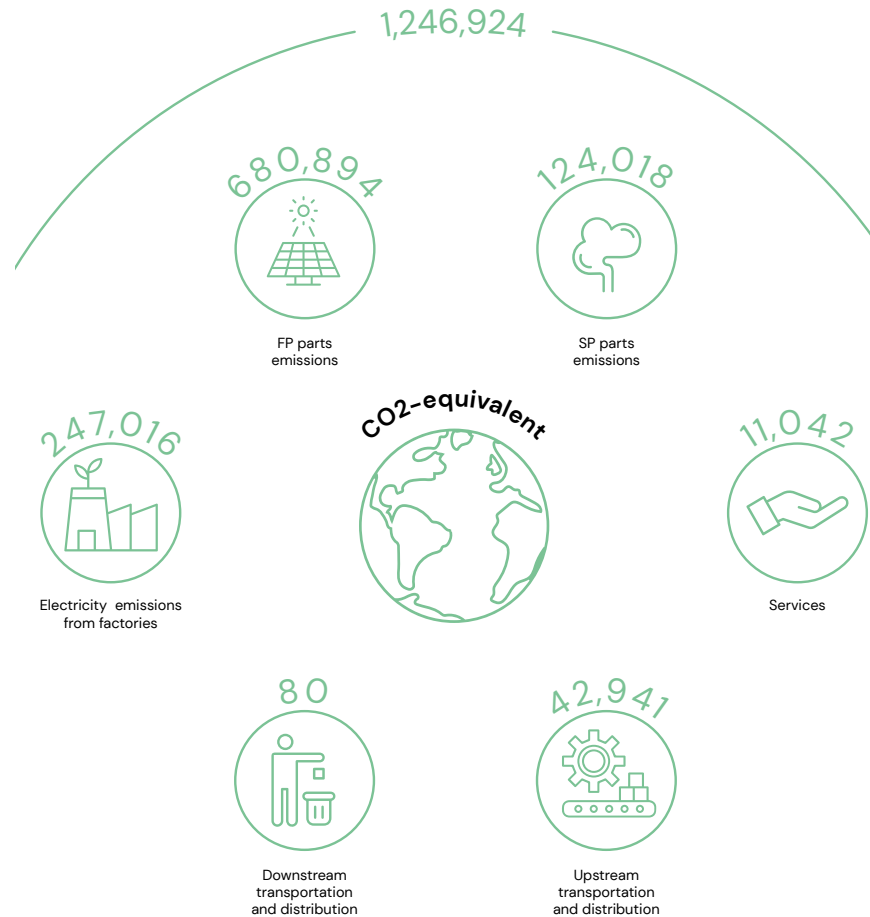 1,246,924
680,894
FP parts
emissions
124,018
SP parts
emissions
247,016
Electricity emissions
from factories
CO2-equivalent
11,042
Services
80
Downstream
transportation
and distribution
42,941
Upstream
transportation
and distribution